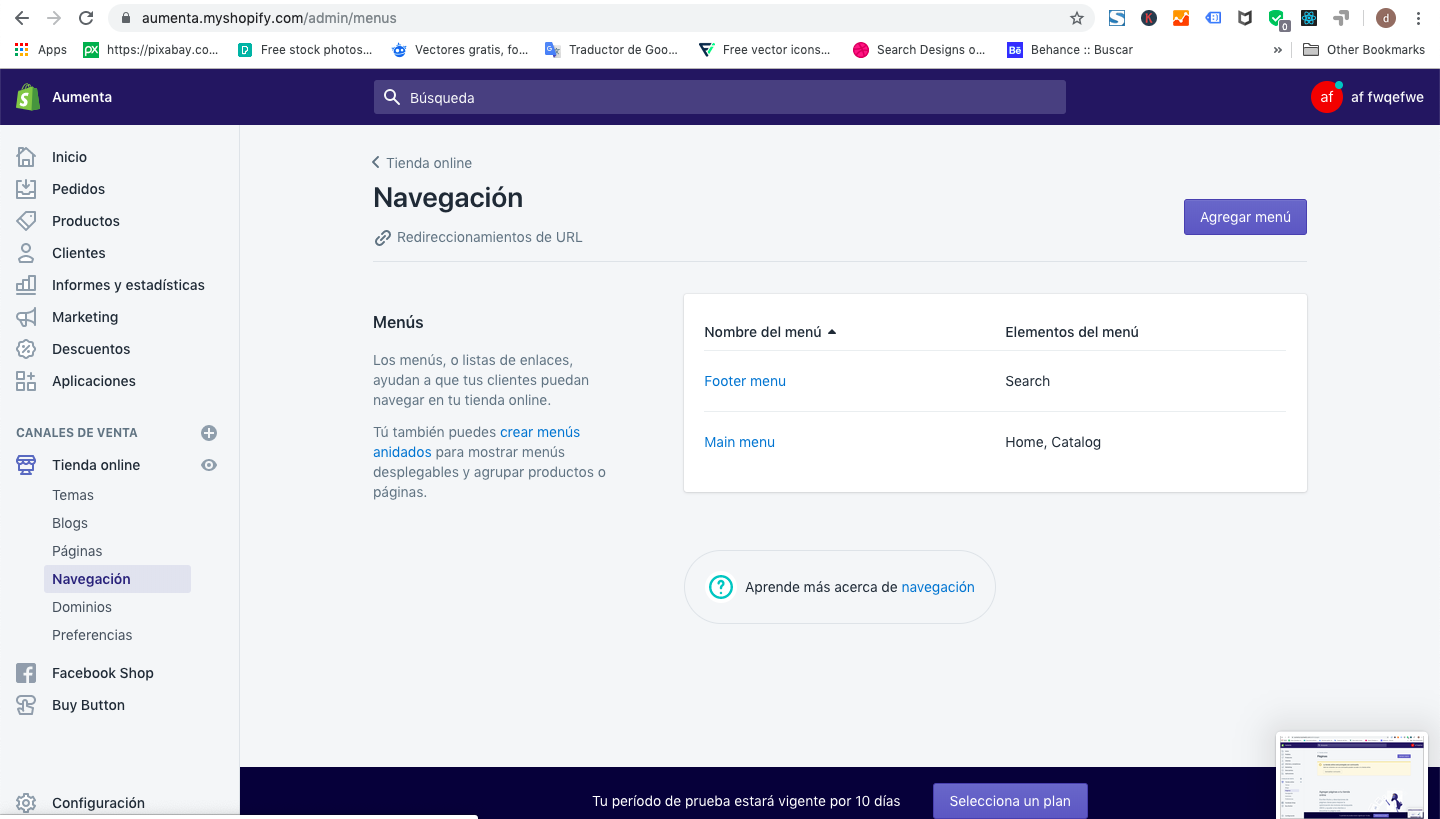 aumenta.myshopify.com/admin/menus
Apps
https://pixabay.co...
Free stock photos...
Vectores gratis, fo...
Traductor de Goo...
Free vector icons...
Search Designs o...
Bē
Behance :: Buscar
»
Other Bookmarks
Aumenta
Búsqueda
af
af fwqefwe
Inicio
Pedidos
Productos
Clientes
Informes y estadísticas
Marketing
Descuentos
Aplicaciones
CANALES DE VENTA
Tienda online
Temas
Blogs
Páginas
Navegación
Dominios
Preferencias
Facebook Shop
Buy Button
Configuración
Tienda online
Navegación
Redireccionamientos de URL
Agregar menú
Menús
Los menús, o listas de enlaces,
ayudan a que tus clientes puedan
navegar en tu tienda online.
Tú también puedes crear menús
anidados para mostrar menús
desplegables y agrupar productos o
páginas.
Nombre del menú Elementos del menú
Footer menu Search
Main menu Home, Catalog
Aprende más acerca de navegación
Tu período de prueba estará vigente por 10 días
Selecciona un plan